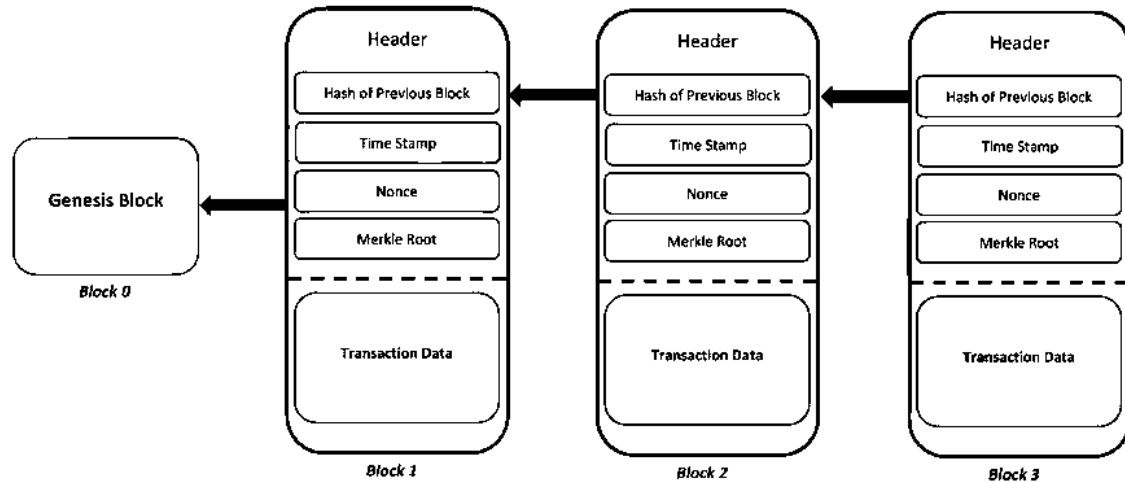 Genesis Block
Block 0
Header
Hash of Previous Block
Time Stamp
Nonce
Merkle Root
Transaction Data
Block 1
Header
Hash of Previous Block
Time Stamp
Nonce
Merkle Root
Transaction Data
Block 2
Header
Hash of Previous Block
Time Stamp
Nonce
Merkle Root
Transaction Data
Block 3